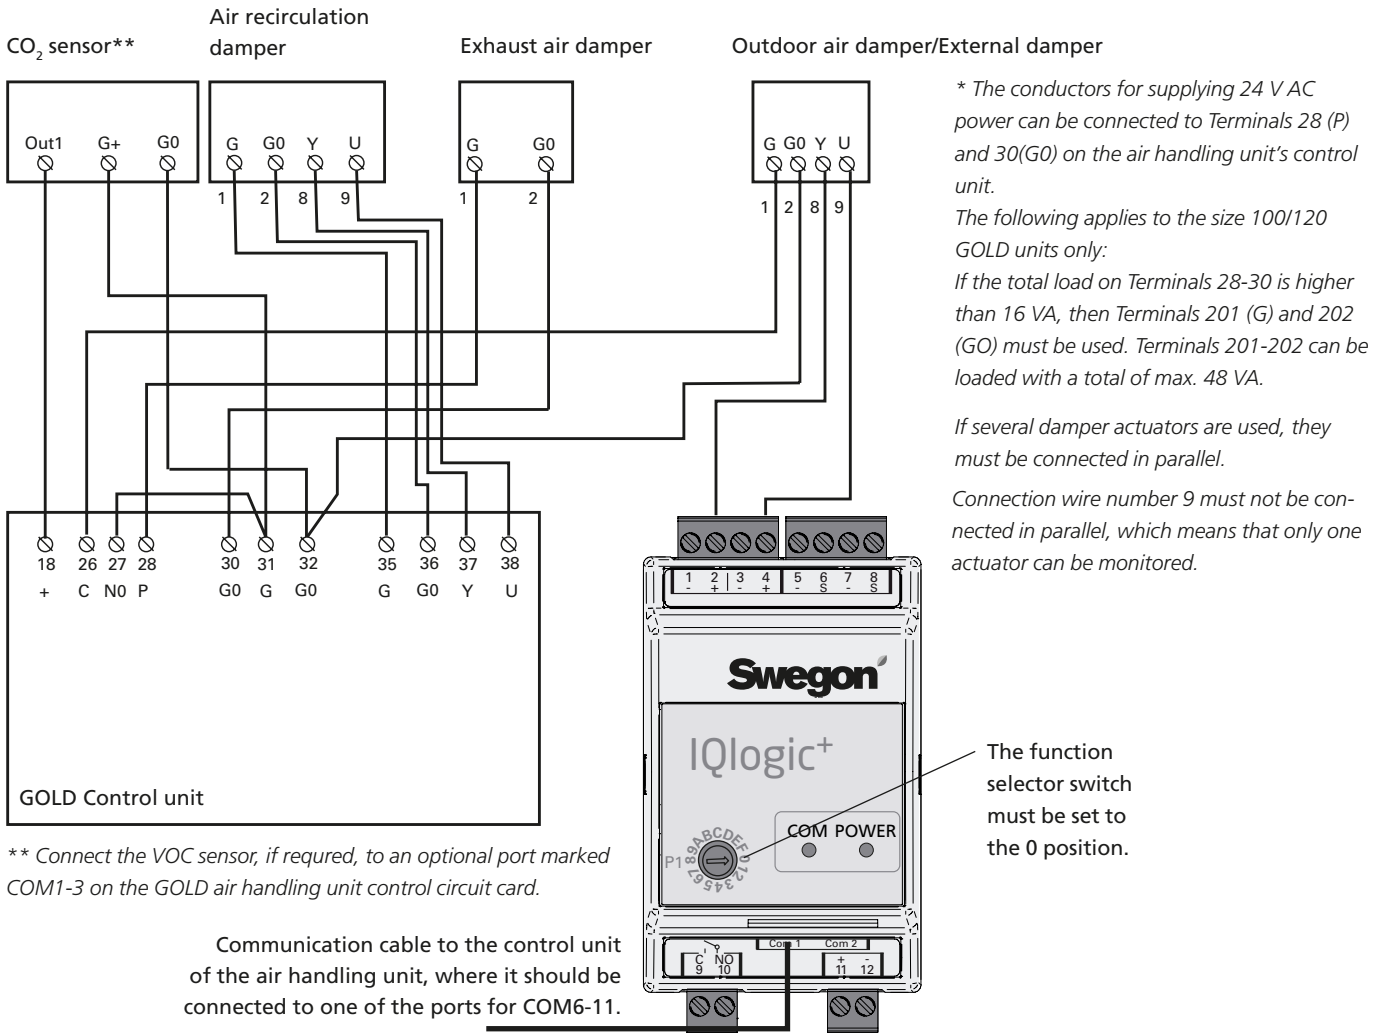 Air recirculation
CO2 sensor** damper Exhaust air damper Outdoor air damper/External damper
Out1 G+ G0 G G0 Y U G G0 G G0 Y U
1 2 8 9 1 2 1 2 8 9
* The conductors for supplying 24 V AC
power can be connected to Terminals 28 (P)
and 30(G0) on the air handling unit's control
unit.
The following applies to the size 100/120
GOLD units only:
If the total load on Terminals 28-30 is higher
than 16 VA, then Terminals 201 (G) and 202
(GO) must be used. Terminals 201-202 can be
loaded with a total of max. 48 VA.
If several damper actuators are used, they
must be connected in parallel.
Connection wire number 9 must not be con-
nected in parallel, which means that only one
actuator can be monitored.
18 26 27 28 30 31 32 35 36 37 38
+ C N0 P G0 G G0 G G0 Y U
GOLD Control unit
1 2 3 4 5 6 7 8
- + - + - S - S
Swegon
IQlogic+
COM POWER
P1
0123456789ABCDEF
The function
selector switch
must be set to
the 0 position.
** Connect the VOC sensor, if requred, to an optional port marked
COM1-3 on the GOLD air handling unit control circuit card.
Com 1 Com 2
C NO + -
9 10 11 12
Communication cable to the control unit
of the air handling unit, where it should be
connected to one of the ports for COM6-11.